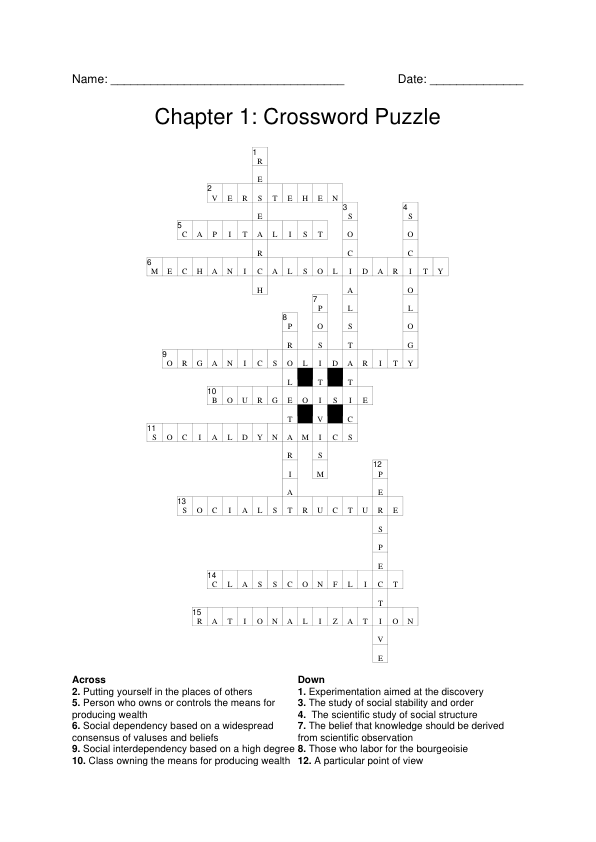 Name: ___________________________________ Date: ______________
Chapter 1: Crossword Puzzle
1
R
E
2
V E R S T E H E N
3 4
E S S
5
C A P I T A L I S T O O
R C C
6
M E C H A N I C A L S O L I D A R I T Y
H A O
7
L L
8
P O S O
R S T G
9
O R G A N I C S O L I D A R I T Y
L T T
10
B O U R G E O I S I E
T V C
11
S O C I A L D Y N A M I C S
R S
12
I M P
A E
13
S O C I A L S T R U C T U R E
S
P
E
14
C L A S S C O N F L I C T
T
15
R A T I O N A L I Z A T I O N
V
E
Across Down
2. Putting yourself in the places of others 1. Experimentation aimed at the discovery
5. Person who owns or controls the means for 3. The study of social stability and order
producing wealth 4. The scientific study of social structure
6. Social dependency based on a widespread 7. The belief that knowledge should be derived
consensus of valuses and beliefs from scientific observation
9. Social interdependency based on a high degree 8. Those who labor for the bourgeoisie
10. Class owning the means for producing wealth 12. A particular point of view